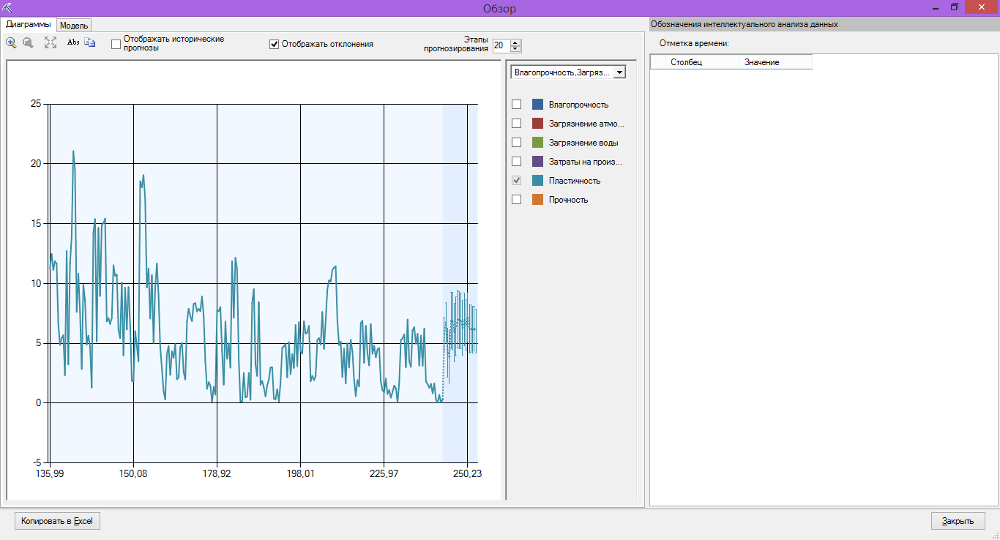 Обзор
Диаграммы
Модель
Обозначения интеллектуального анализа данных
Abs
Отображать исторические
прогнозы
Отображать отклонения
Этапы
прогнозирования
20
Отметка времени:
Столбец
Значение
Влагопрочность,Загряз...
Влагопрочность
Загрязнение атмо...
Загрязнение воды
Затраты на произ...
Пластичность
Прочность
25
20
15
10
5
0
-5
135,99
150,08
178,92
198,01
225,97
250,23
Копировать в Excel
Закрыть